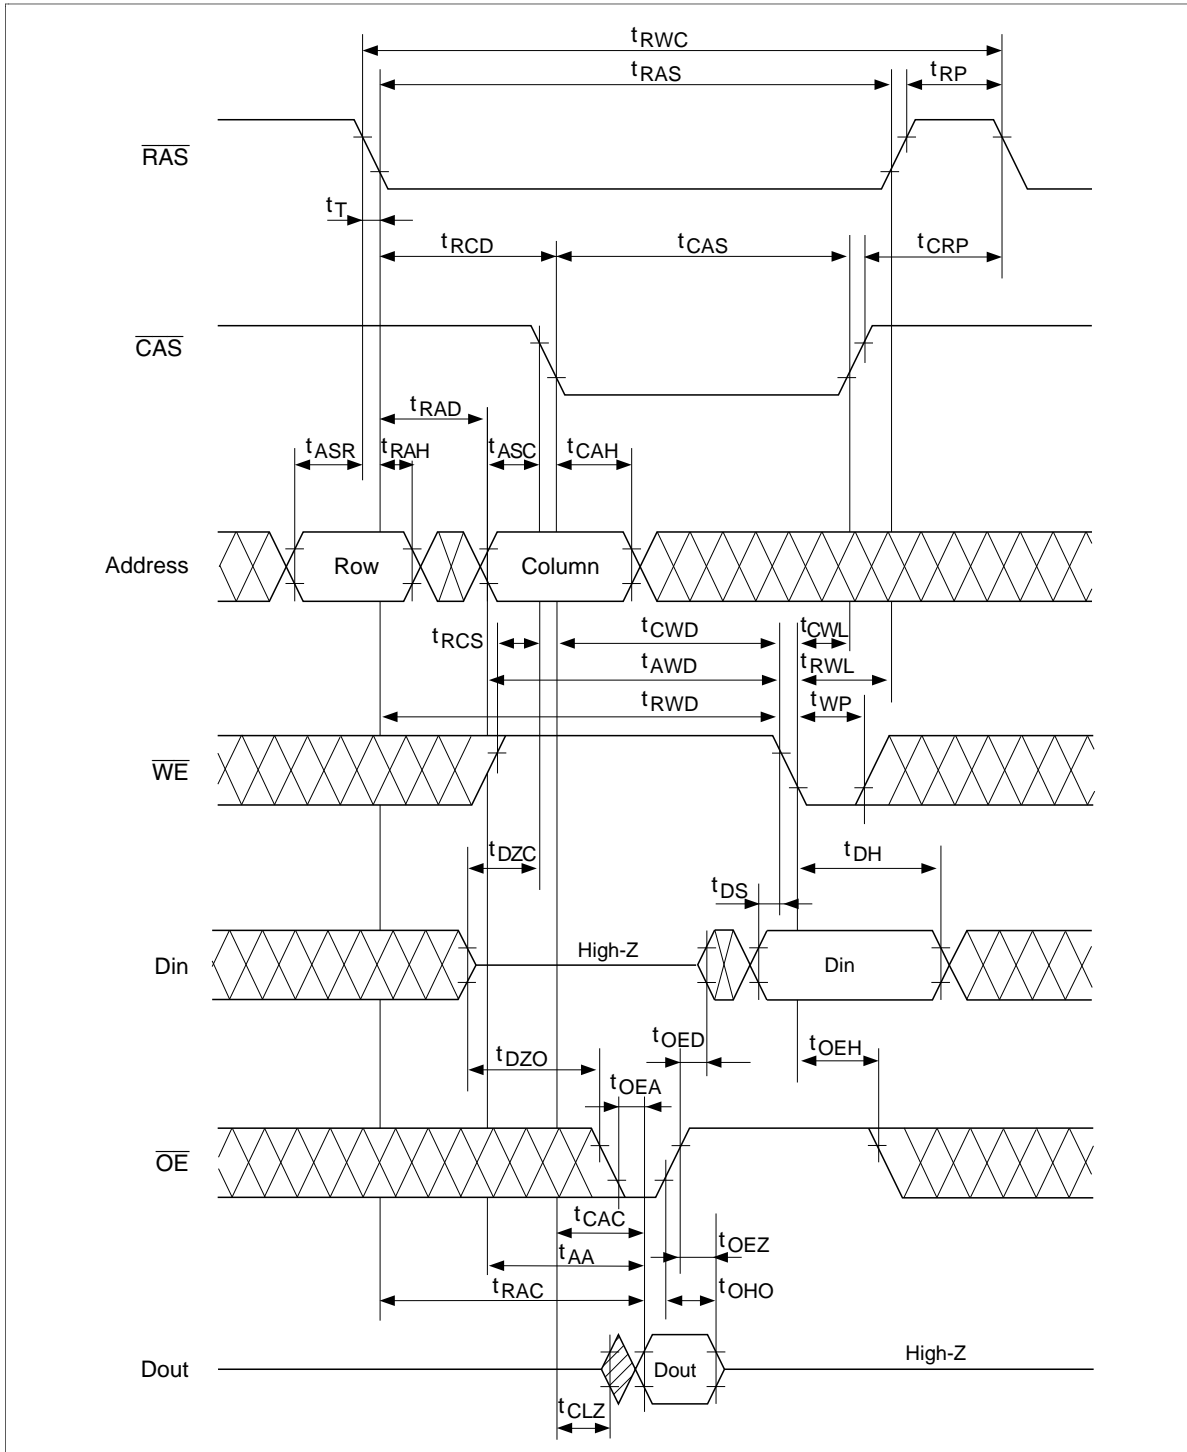 tRWC
tRAS
tRP
RAS
tT
tRCD
tCAS
tCRP
CAS
tRAD
tASR
tRAH
tASC
tCAH
Address
Row
Column
tRCS
tCWD
tCWL
tAWD
tRWL
tRWD
tWP
WE
tDZC
tDH
tDS
Din
High-Z
Din
tOED
tDZO
tOEH
tOEA
OE
tCAC
tOEZ
tAA
tRAC
tOHO
Dout
Dout
High-Z
tCLZ